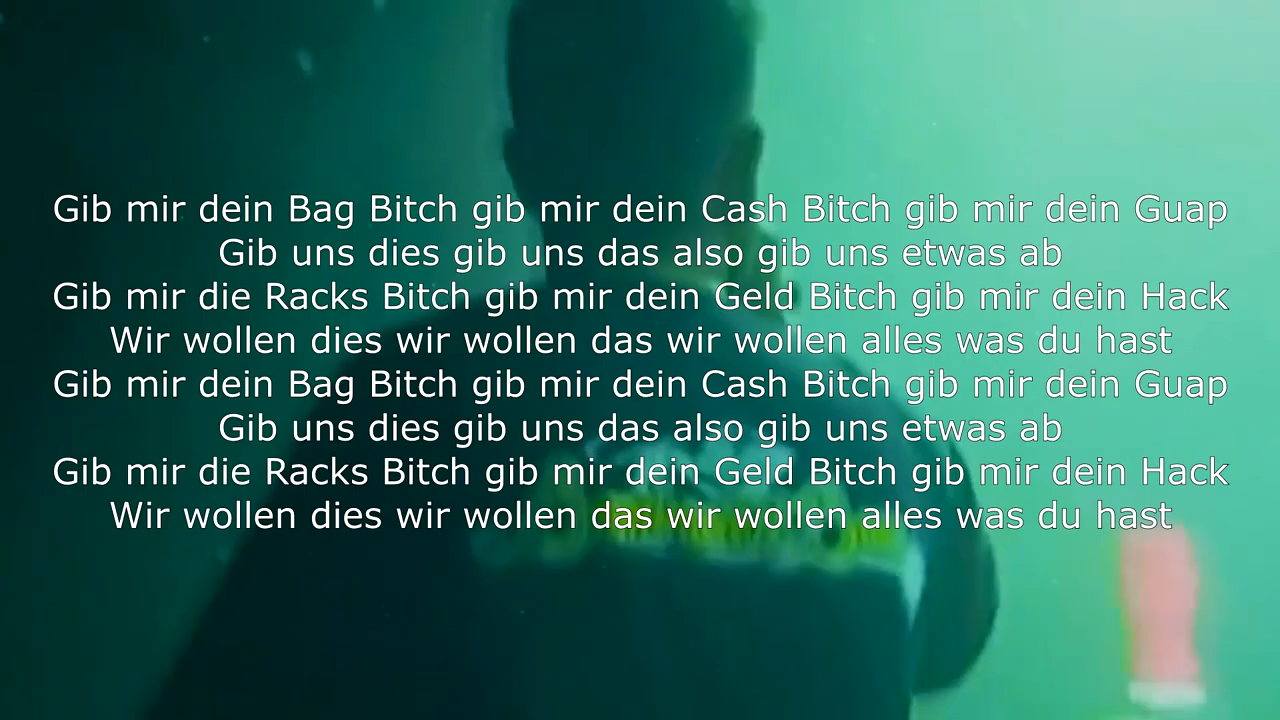 Gib mir dein Bag Bitch gib mir dein Cash Bitch gib mir dein Guap
Gib uns dies gib uns das also gib uns etwas ab
Gib mir die Racks Bitch gib mir dein Geld Bitch gib mir dein Hack
Wir wollen dies wir wollen das wir wollen alles was du hast
Gib mir dein Bag Bitch gib mir dein Cash Bitch gib mir dein Guap
Gib uns dies gib uns das also gib uns etwas ab
Gib mir die Racks Bitch gib mir dein Geld Bitch gib mir dein Hack
Wir wollen dies wir wollen das wir wollen alles was du hast